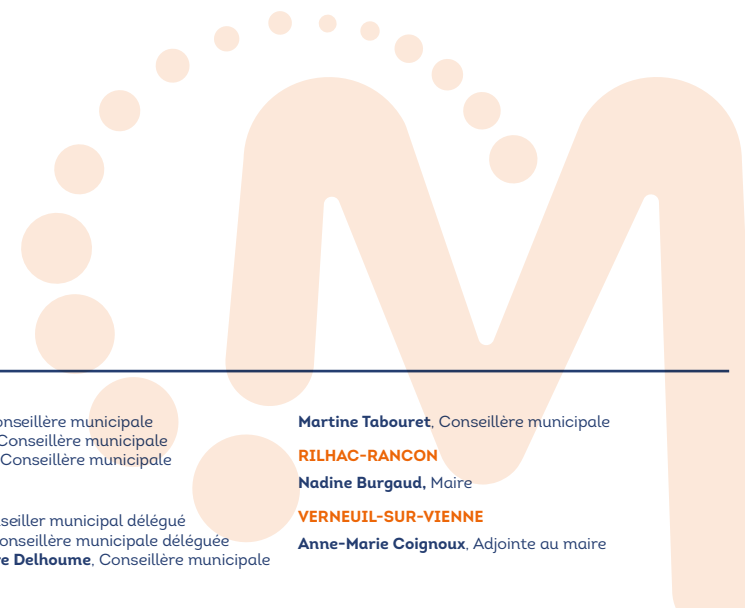 onseillère municipale
Conseillère municipale
Conseillère municipale
seiller municipal délégué
onseillère municipale déléguée
e Delhoume, Conseillère municipale
Martine Tabouret, Conseillère municipale
RILHAC-RANCON
Nadine Burgaud, Maire
VERNEUIL-SUR-VIENNE
Anne-Marie Coignoux, Adjointe au maire